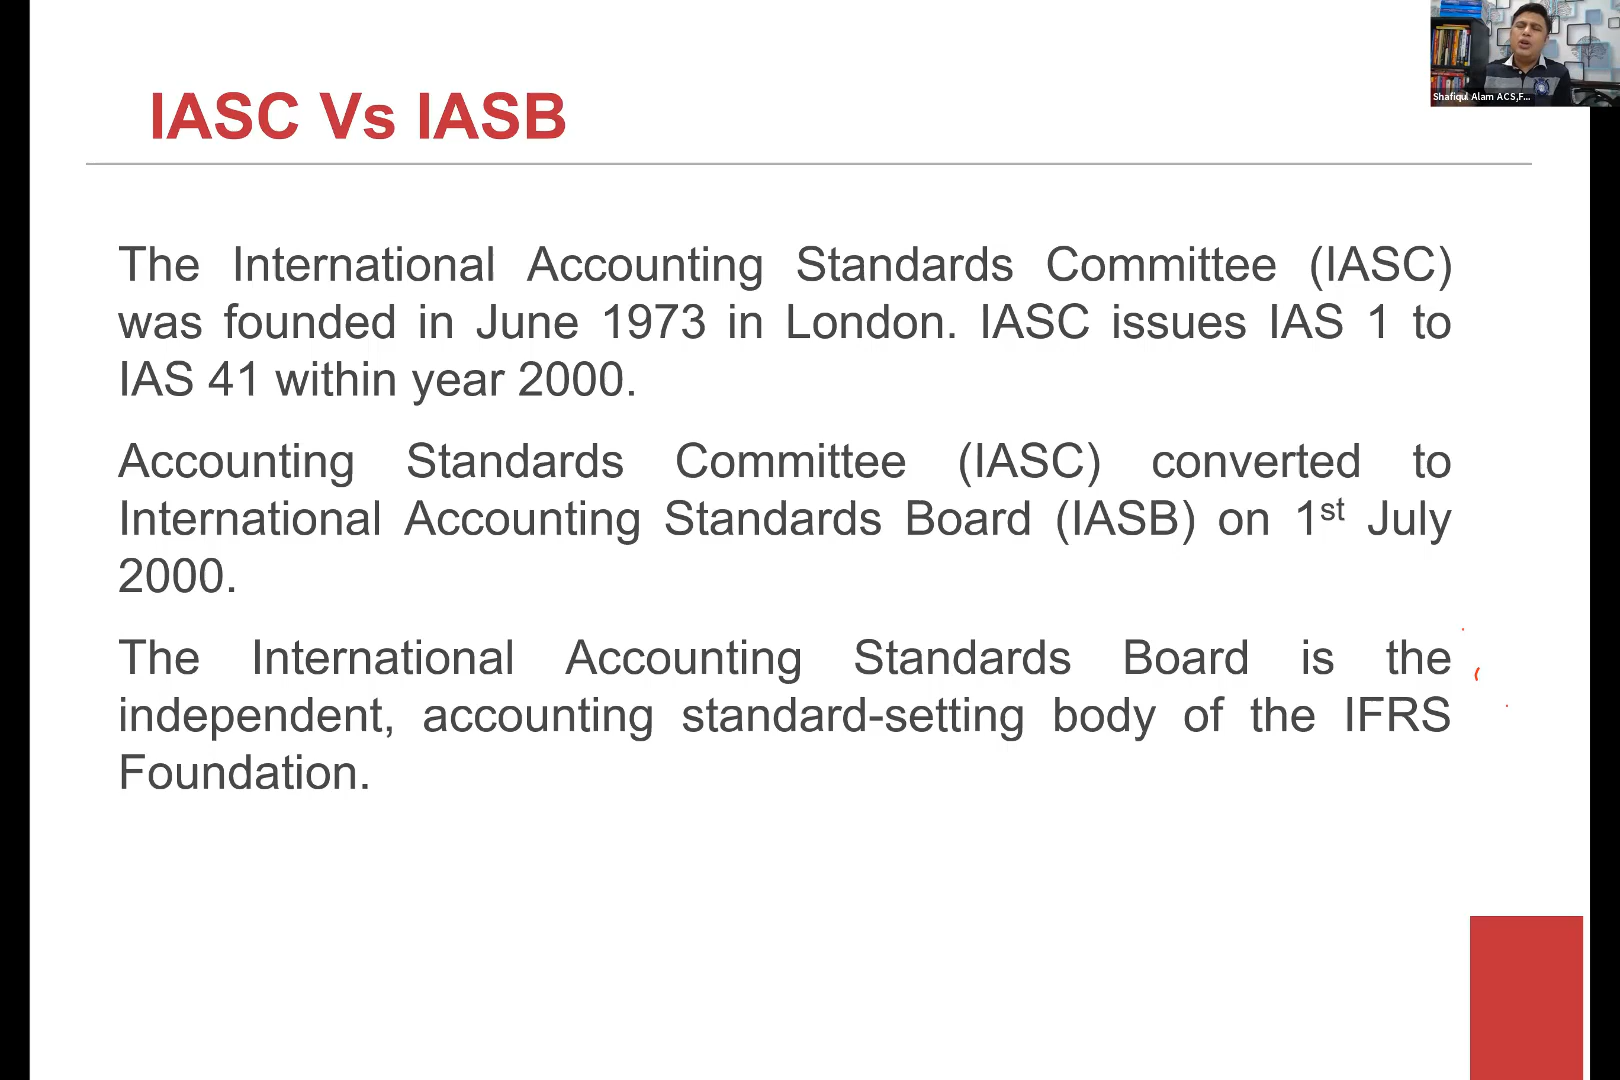 IASC Vs IASB
Shafiqul Alam ACS,F...
The International Accounting Standards Committee (IASC)
was founded in June 1973 in London. IASC issues IAS 1 to
IAS 41 within year 2000.
Accounting Standards Committee (IASC) converted to
International Accounting Standards Board (IASB) on 1st July
2000.
The International Accounting Standards Board is the
independent, accounting standard-setting body of the IFRS
Foundation.